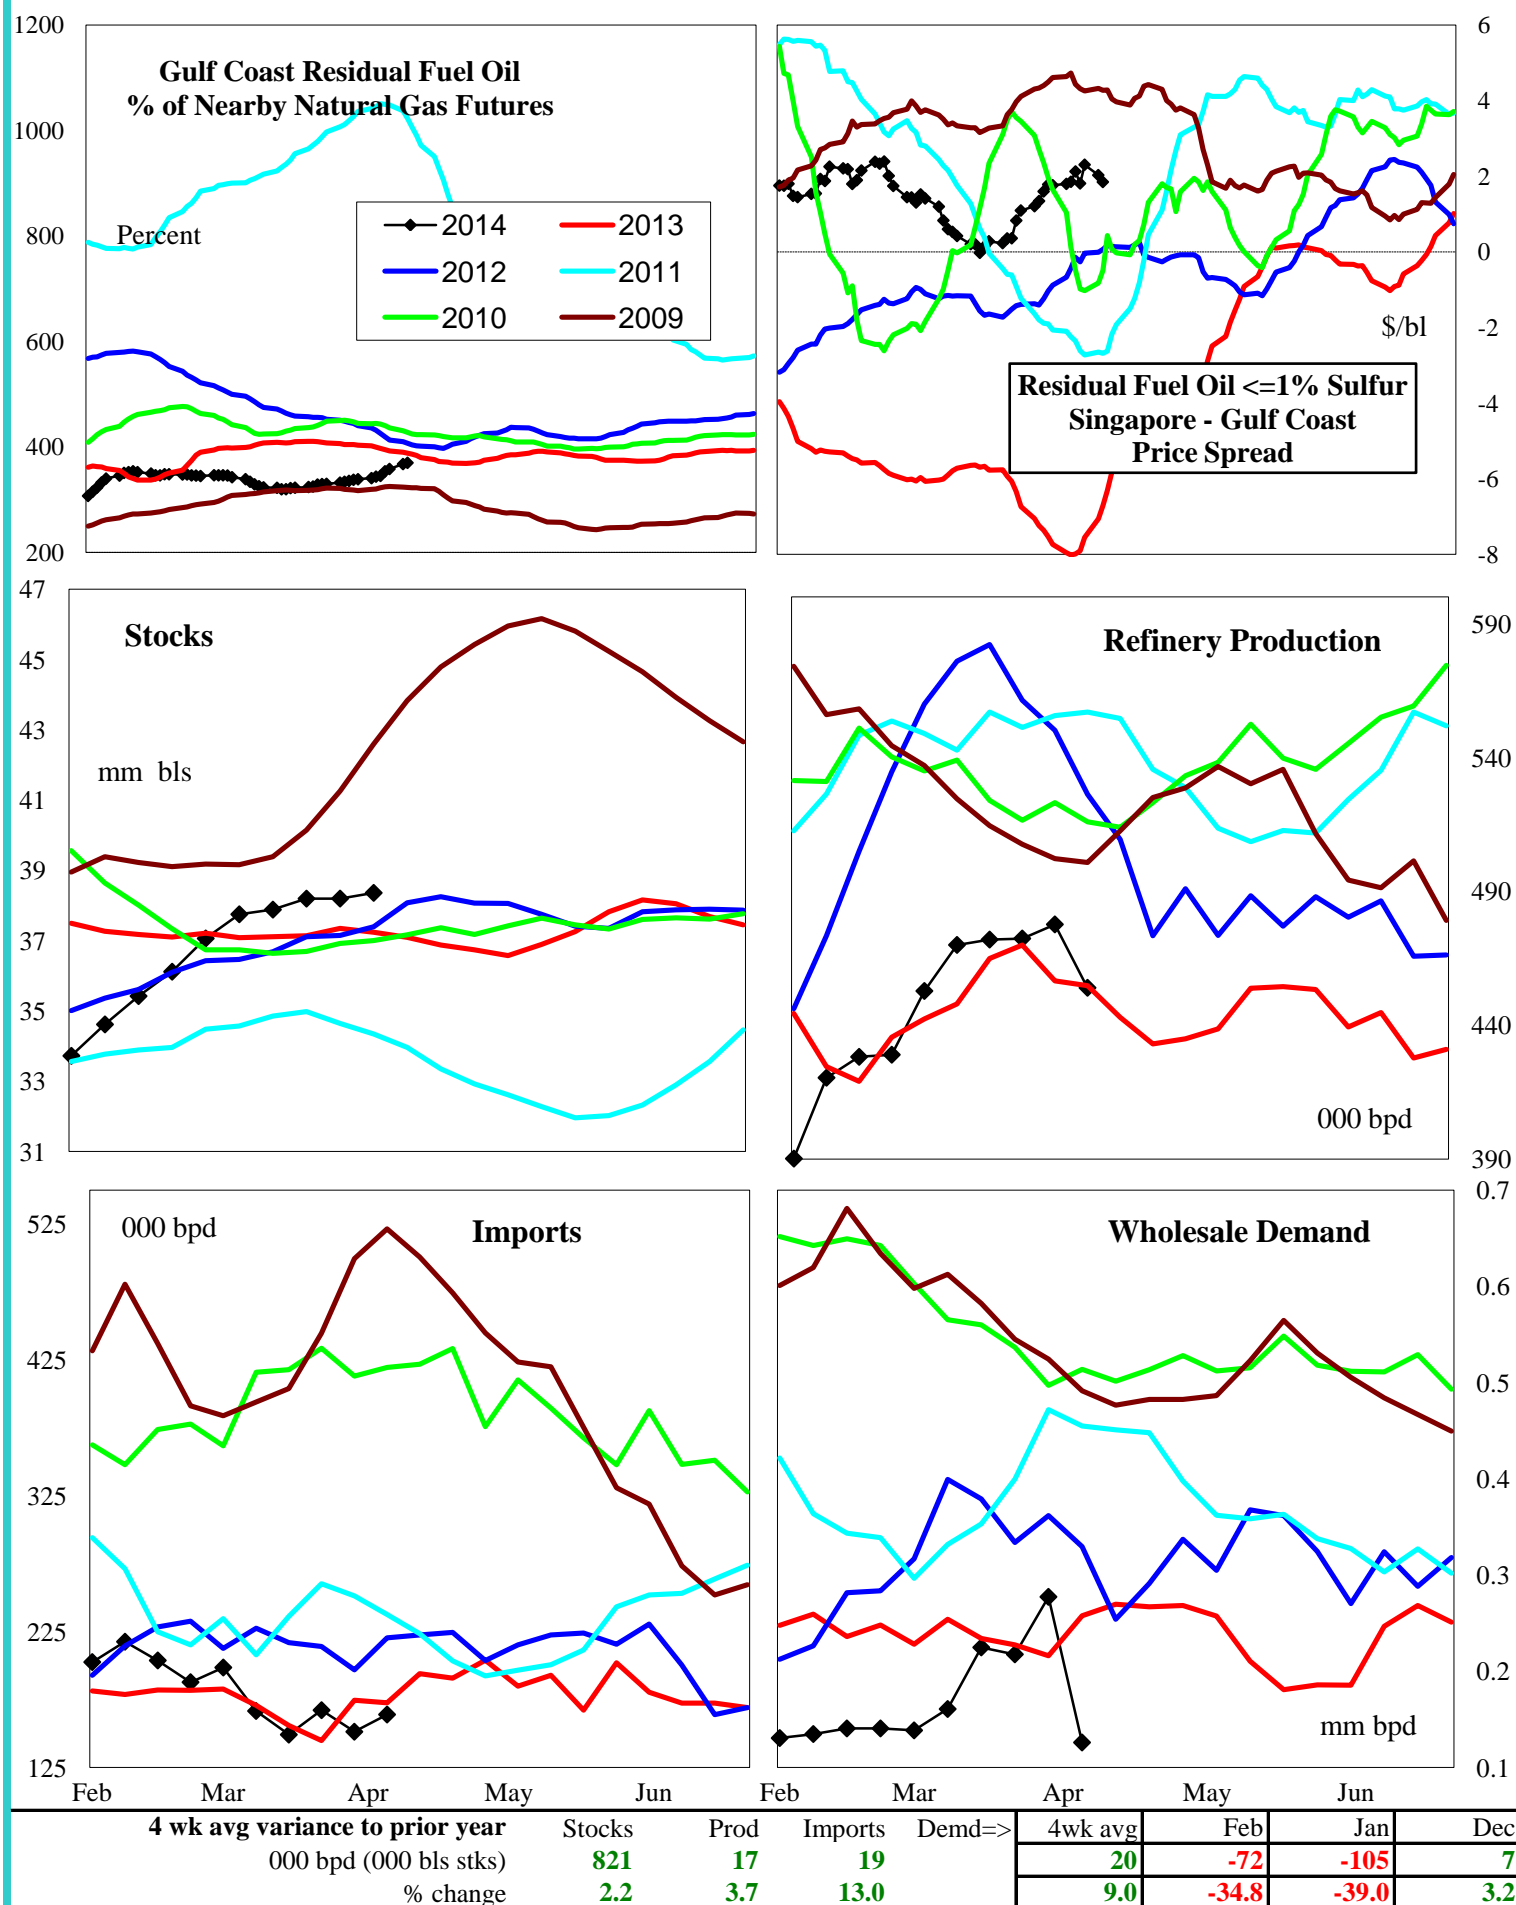 1200
1000
800
600
400
200
Gulf Coast Residual Fuel Oil
% of Nearby Natural Gas Futures
Percent
2014
2013
2012
2011
2010
2009
6
4
2
0
-2
-4
-6
-8
$/bl
Residual Fuel Oil <=1% Sulfur
Singapore - Gulf Coast
Price Spread
47
45
43
41
39
37
35
33
31
Stocks
mm bls
590
540
490
440
390
Refinery Production
000 bpd
525
425
325
225
125
000 bpd
Imports
0.7
0.6
0.5
0.4
0.3
0.2
0.1
Wholesale Demand
mm bpd
Feb Mar Apr May Jun
Feb Mar Apr May Jun
4 wk avg variance to prior year Stocks Prod Imports Demd=> 4wk avg Feb Jan Dec
000 bpd (000 bls stks) 821 17 19 20 -72 -105 7
% change 2.2 3.7 13.0 9.0 -34.8 -39.0 3.2